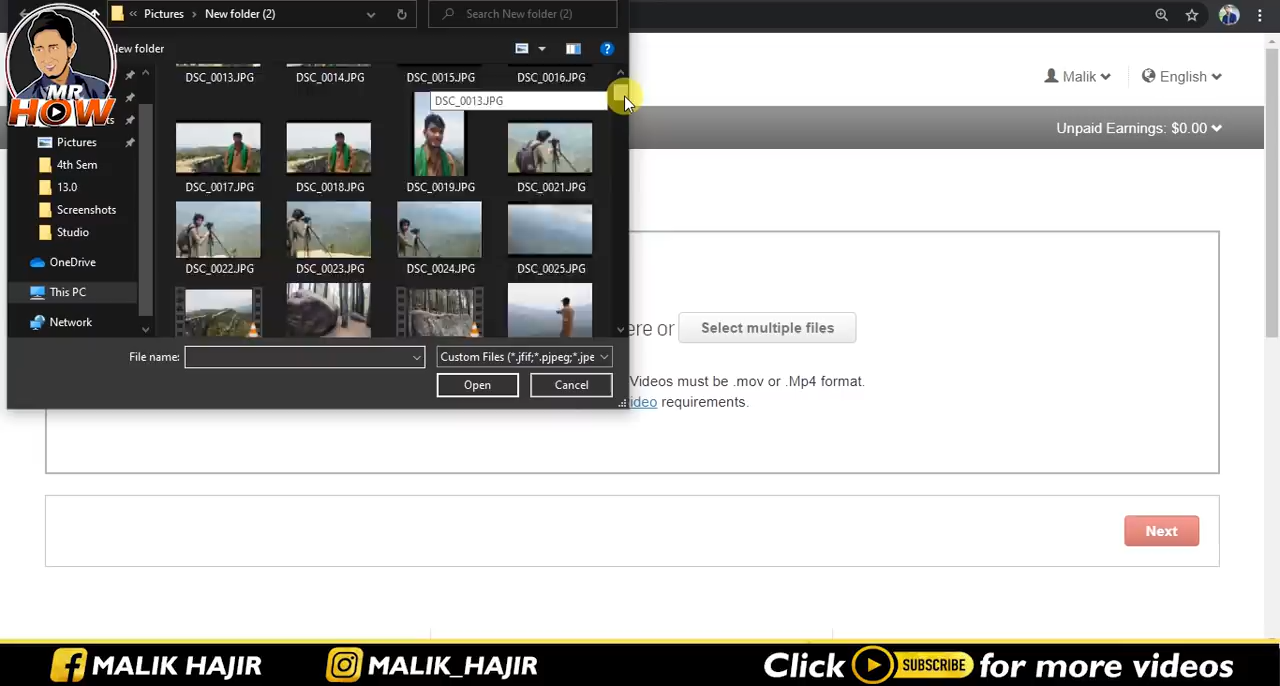 Pictures > New folder (2)
Search New folder (2)
New folder
MR
HOW
Pictures
4th Sem
13.0
Screenshots
Studio
OneDrive
This PC
Network
DSC_0013.JPG DSC_0014.JPG DSC_0015.JPG DSC_0016.JPG
DSC_0013.JPG
DSC_0017.JPG DSC_0018.JPG DSC_0019.JPG DSC_0021.JPG
DSC_0022.JPG DSC_0023.JPG DSC_0024.JPG DSC_0025.JPG
File name: Custom Files (*.jfif;*.pjpeg;*.jpe
Open Cancel
Malik English
Unpaid Earnings: $0.00
ere or Select multiple files
Videos must be .mov or .Mp4 format.
ideo requirements.
Next
MALIK HAJIR MALIK_HAJIR Click SUBSCRIBE for more videos